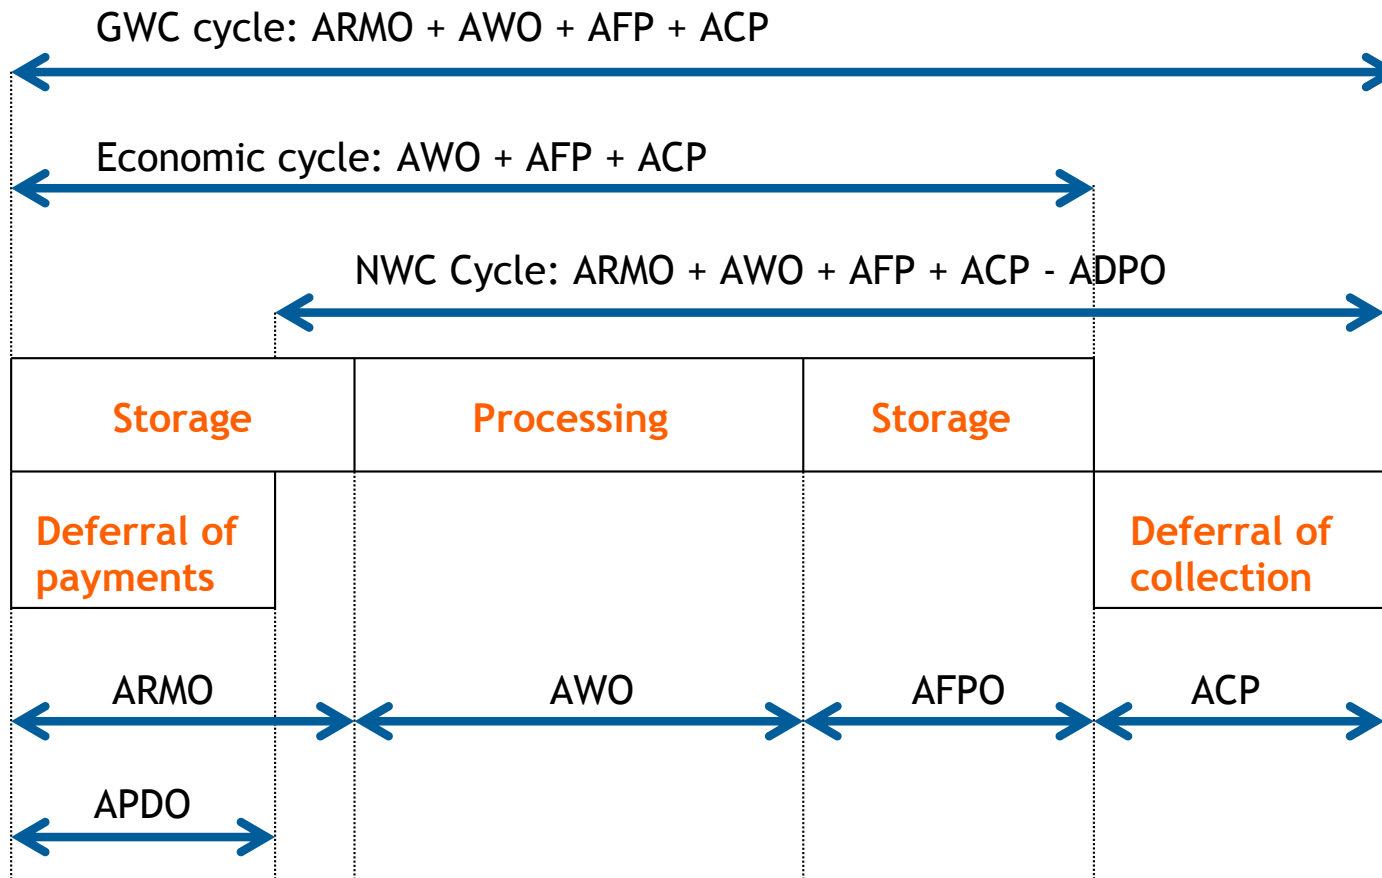 GWC cycle: ARMO + AWO + AFP + ACP
Economic cycle: AWO + AFP + ACP
NWC Cycle: ARMO + AWO + AFP + ACP - ADPO
Storage
Processing
Storage
Deferral of
payments
Deferral of
collection
ARMO
AWO
AFPO
ACP
APDO